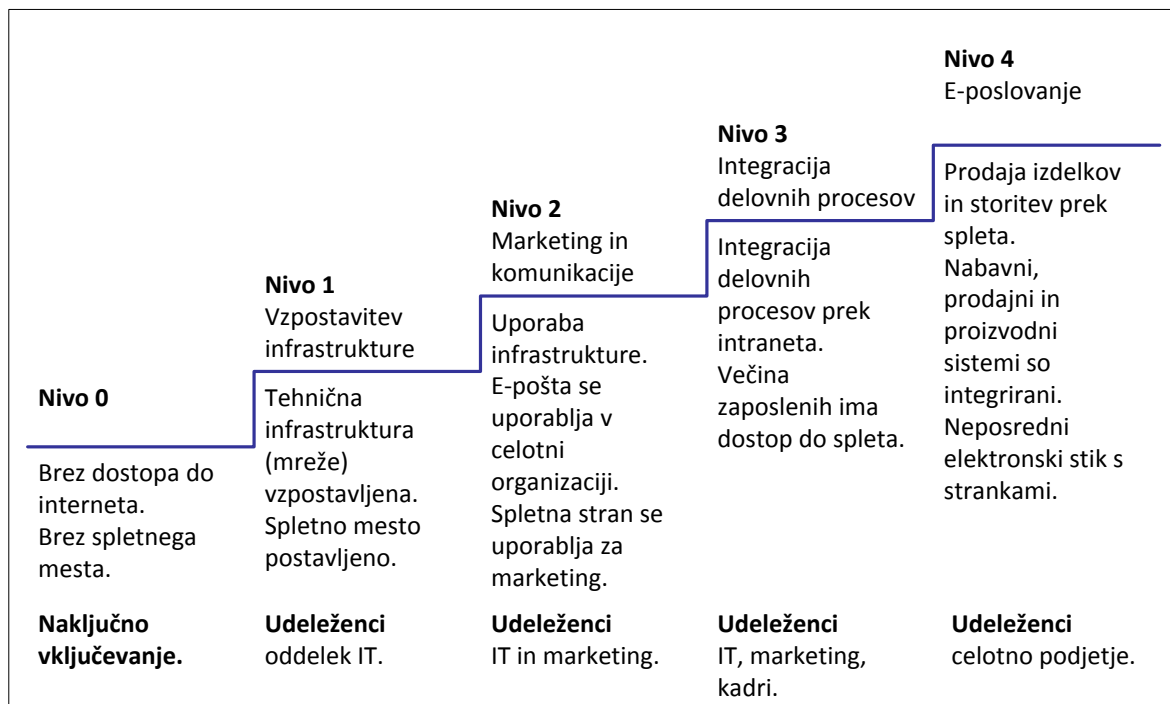 Nivo 0
Brez dostopa do
interneta.
Brez spletnega
mesta.
Naključno
vključevanje.
Nivo 1
Vzpostavitev
infrastrukture
Tehnična
infrastruktura
(mreže)
vzpostavljena.
Spletno mesto
postavljeno.
Udeleženci
oddelek IT.
Nivo 2
Marketing in
komunikacije
Uporaba
infrastrukture.
E-pošta se
uporablja v
celotni
organizaciji.
Spletna stran se
uporablja za
marketing.
Udeleženci
IT in marketing.
Nivo 3
Integracija
delovnih procesov
Integracija
delovnih
procesov prek
intraneta.
Večina
zaposlenih ima
dostop do spleta.
Udeleženci
IT, marketing,
kadri.
Nivo 4
E-poslovanje
Prodaja izdelkov
in storitev prek
spleta.
Nabavni,
prodajni in
proizvodni
sistemi so
integrirani.
Neposredni
elektronski stik s
strankami.
Udeleženci
celotno podjetje.